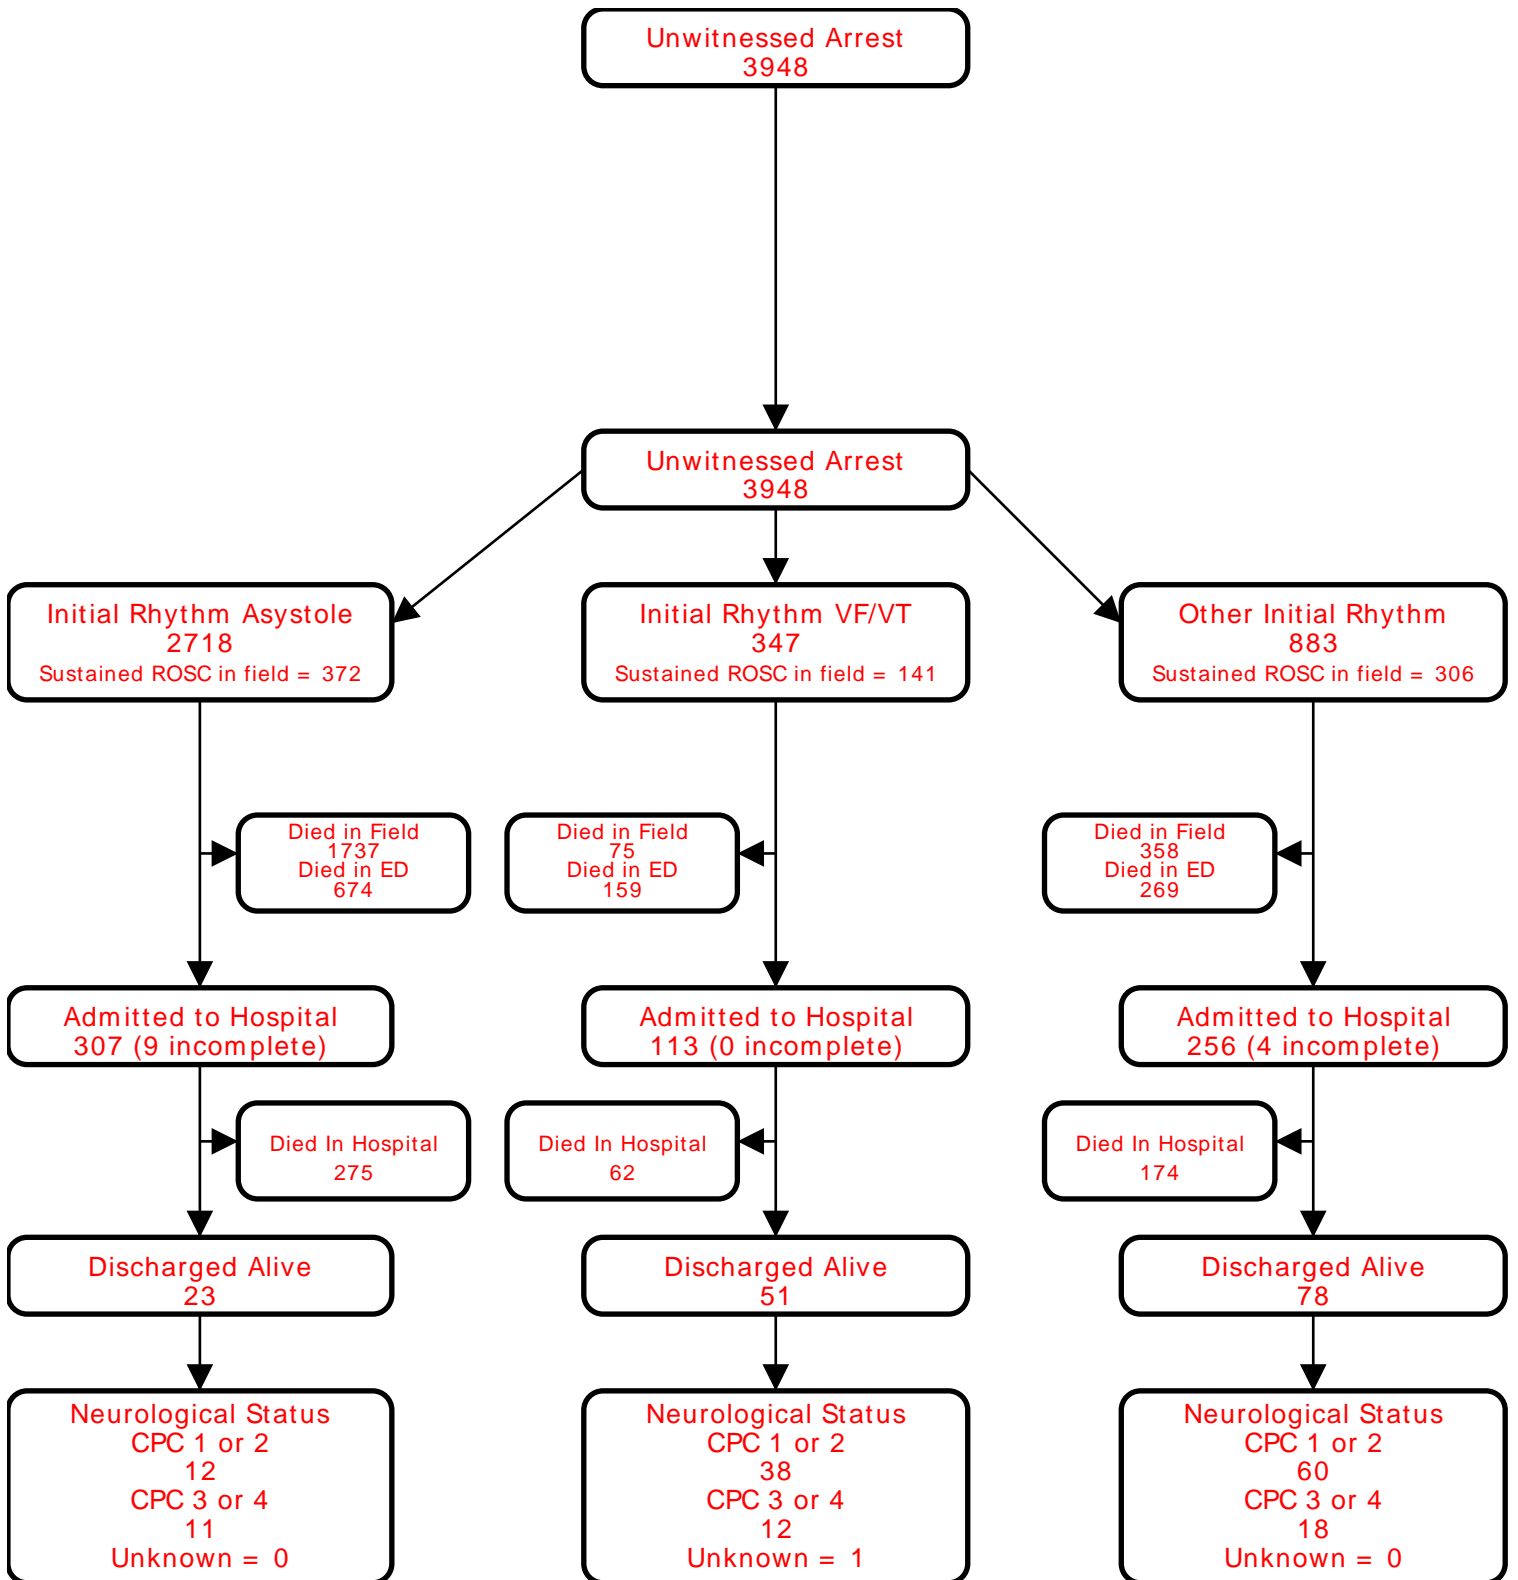 Unwitnessed Arrest
3948
Unwitnessed Arrest
3948
Initial Rhythm Asystole
2718
Sustained ROSC in field = 372
Initial Rhythm VF/VT
347
Sustained ROSC in field = 141
Other Initial Rhythm
883
Sustained ROSC in field = 306
Died in Field
1737
Died in ED
674
Died in Field
75
Died in ED
159
Died in Field
358
Died in ED
269
Admitted to Hospital
307 (9 incomplete)
Admitted to Hospital
113 (0 incomplete)
Admitted to Hospital
256 (4 incomplete)
Died In Hospital
275
Died In Hospital
62
Died In Hospital
174
Discharged Alive
23
Discharged Alive
51
Discharged Alive
78
Neurological Status
CPC 1 or 2
12
CPC 3 or 4
11
Unknown = 0
Neurological Status
CPC 1 or 2
38
CPC 3 or 4
12
Unknown = 1
Neurological Status
CPC 1 or 2
60
CPC 3 or 4
18
Unknown = 0